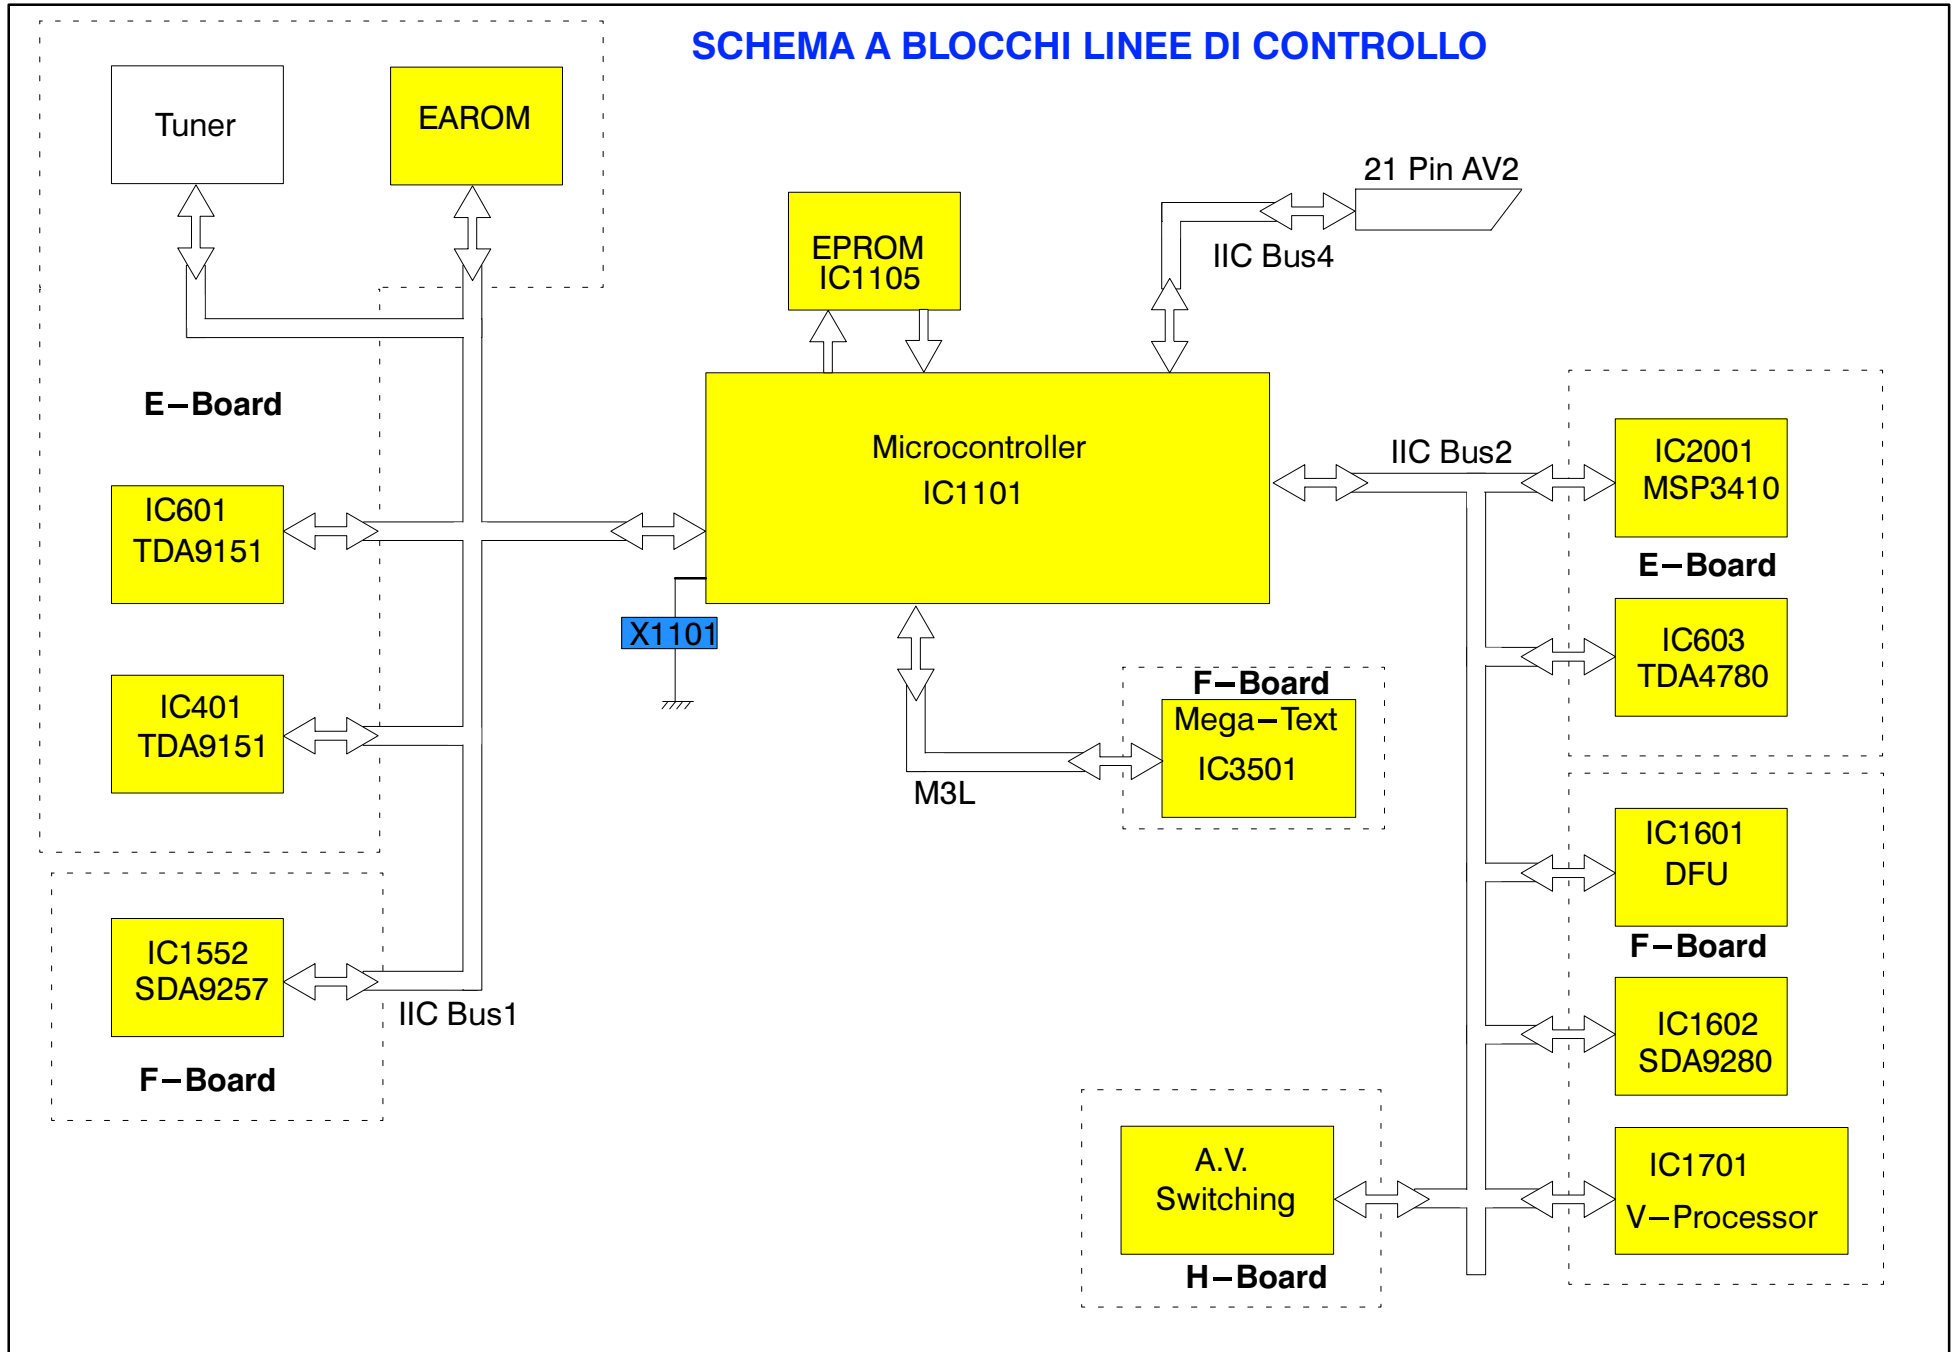 SCHEMA A BLOCCHI LINEE DI CONTROLLO
Tuner
EAROM
21 Pin AV2
EPROM
IC1105
IIC Bus4
E–Board
Microcontroller
IC1101
IIC Bus2
IC2001
MSP3410
E–Board
IC601
TDA9151
X1101
IC603
TDA4780
F–Board
Mega–Text
IC3501
M3L
IC401
TDA9151
IC1601
DFU
F–Board
IC1552
SDA9257
IIC Bus1
F–Board
IC1602
SDA9280
A.V.
Switching
H–Board
IC1701
V–Processor